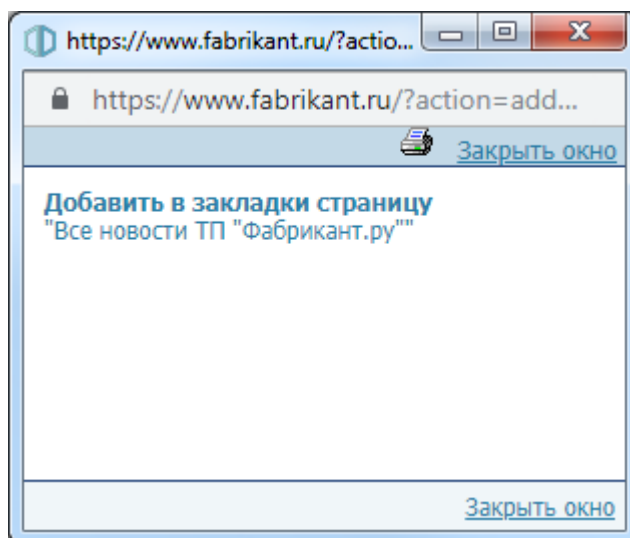 https://www.fabrikant.ru/?actio...
https://www.fabrikant.ru/?action=add...
Закрыть окно
Добавить в закладки страницу
"Все новости ТП "Фабрикант.ру""
Закрыть окно